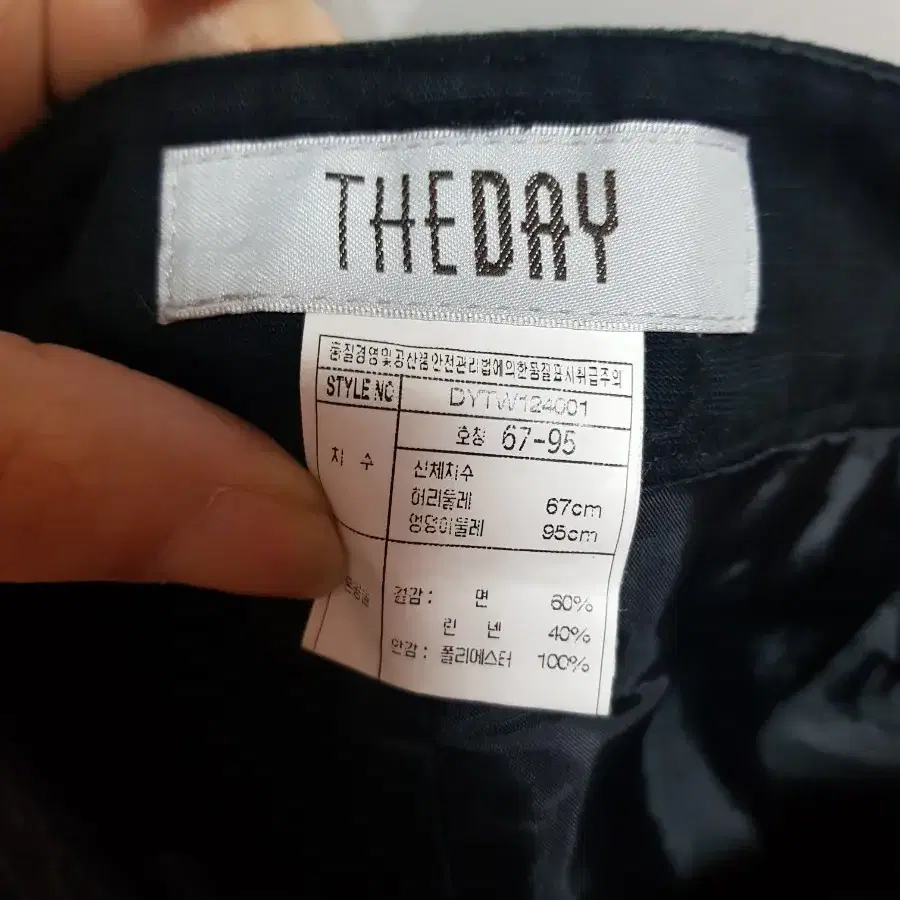 THEDAY
품질경영및공산품안전관리법에의한품질표시취급주의
STYLE NO DYTW124001
치 수 호칭 67-95
신체치수
허리둘레 67cm
엉덩이둘레 95cm
겉감: 면 60%
린 넨 40%
안감: 폴리에스터 100%